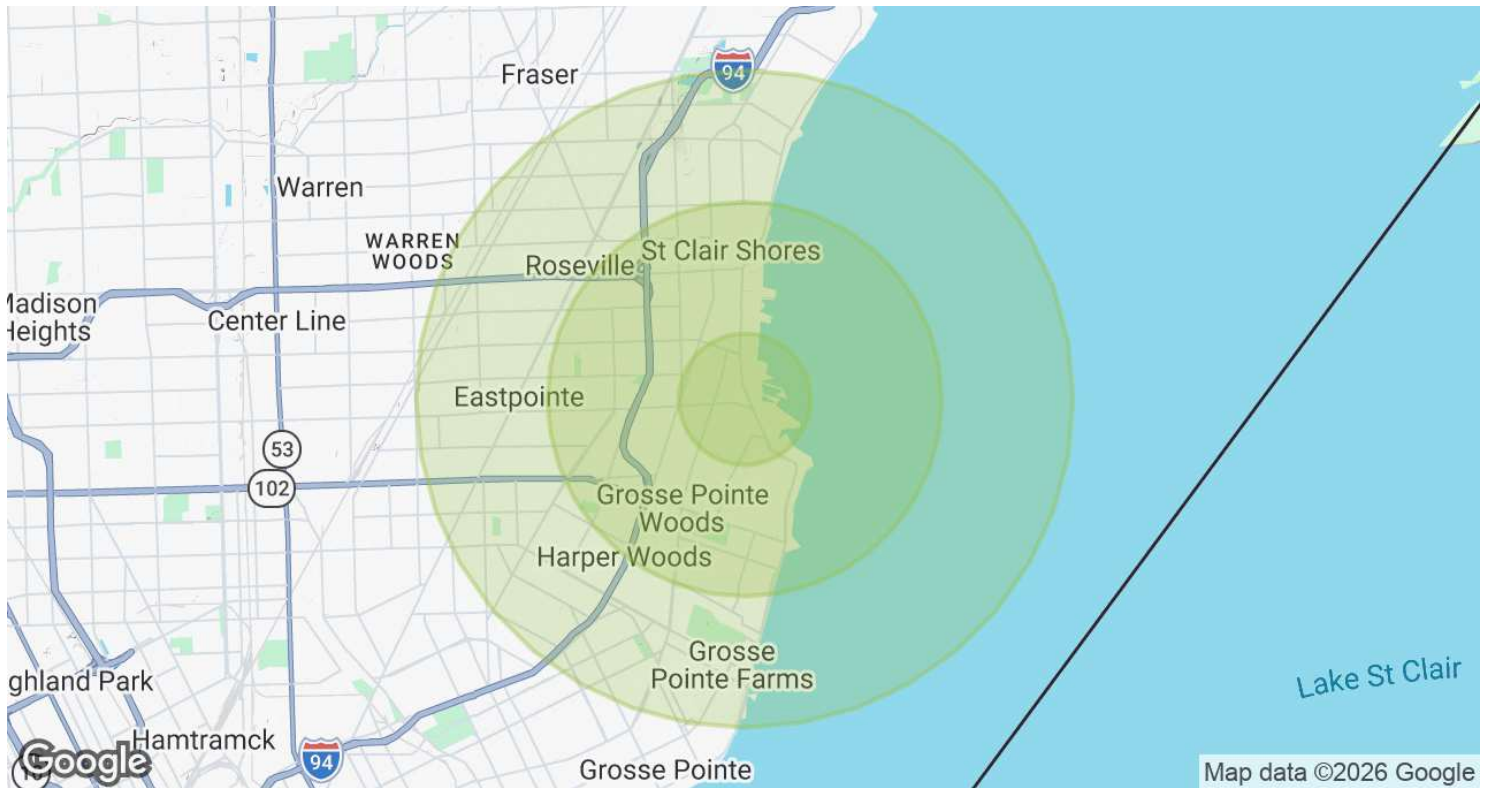 94
Fraser
Warren
WARREN
WOODS
St Clair Shores
Roseville
Madison
Heights
Center Line
Eastpointe
53
102
Grosse Pointe
Woods
Harper Woods
Grosse
Pointe Farms
ghland Park
Lake St Clair
Hamtramck
94
Grosse Pointe
Google
Map data ©2026 Google